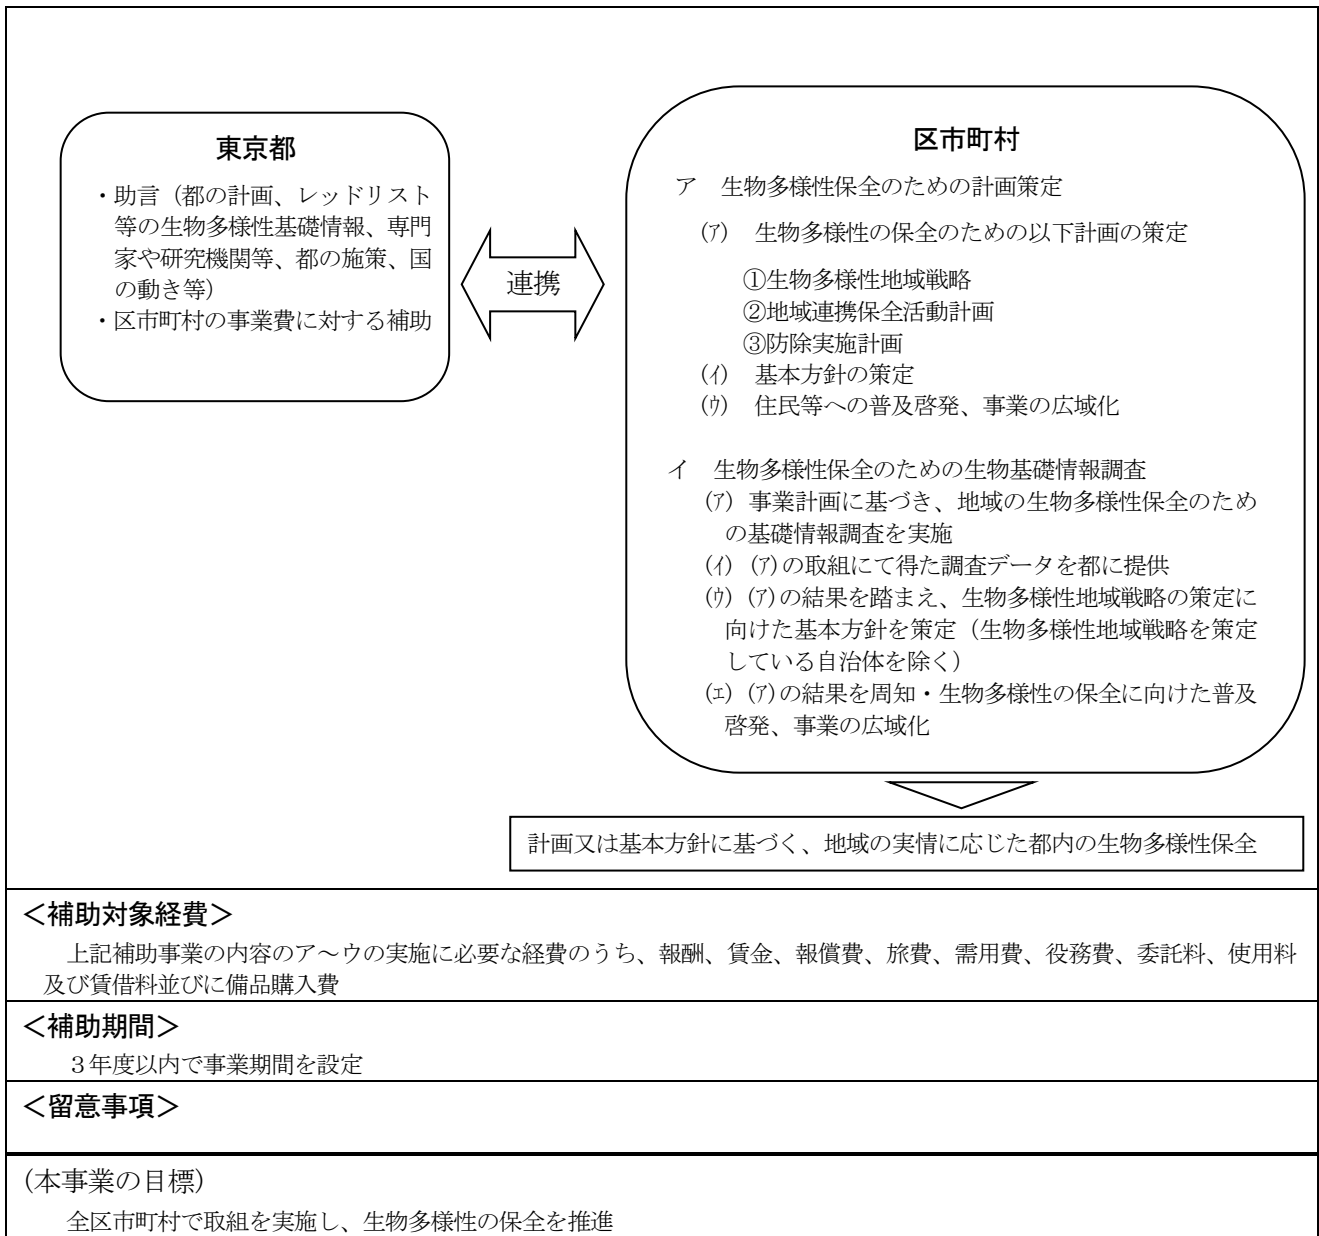 東京都
・助言（都の計画、レッドリスト
等の生物多様性基礎情報、専門
家や研究機関等、都の施策、国
の動き等）
・区市町村の事業費に対する補助
連携
区市町村
ア　生物多様性保全のための計画策定
(ｱ)　生物多様性の保全のための以下計画の策定
①生物多様性地域戦略
②地域連携保全活動計画
③防除実施計画
(ｲ)　基本方針の策定
(ｳ)　住民等への普及啓発、事業の広域化
イ　生物多様性保全のための生物基礎情報調査
(ｱ) 事業計画に基づき、地域の生物多様性保全のため
の基礎情報調査を実施
(ｲ) (ｱ)の取組にて得た調査データを都に提供
(ｳ) (ｱ)の結果を踏まえ、生物多様性地域戦略の策定に
向けた基本方針を策定（生物多様性地域戦略を策定
している自治体を除く）
(ｴ) (ｱ)の結果を周知・生物多様性の保全に向けた普及
啓発、事業の広域化
計画又は基本方針に基づく、地域の実情に応じた都内の生物多様性保全
＜補助対象経費＞
上記補助事業の内容のア～ウの実施に必要な経費のうち、報酬、賃金、報償費、旅費、需用費、役務費、委託料、使用料
及び賃借料並びに備品購入費
＜補助期間＞
３年度以内で事業期間を設定
＜留意事項＞
（本事業の目標）
全区市町村で取組を実施し、生物多様性の保全を推進